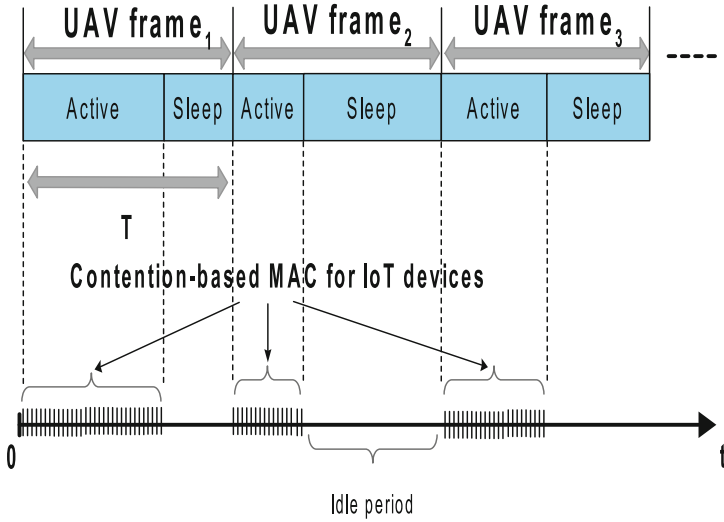 UAV frame1 UAV frame2 UAV frame3
Active Sleep Active Sleep Active Sleep
T
Contention-based MAC for IoT devices
0 t
Idle period